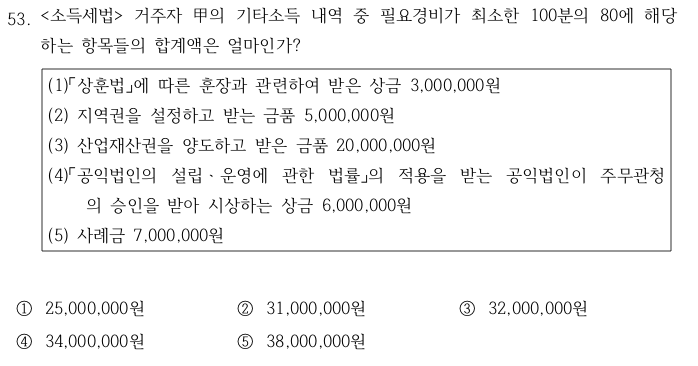 53. <소득세법> 거주자 甲의 기타소득 내역 중 필요경비가 최소한 100분의 80에 해당
하는 항목들의 합계액은 얼마인가?
(1)「상훈법」에 따른 훈장과 관련하여 받은 상금 3,000,000원
(2) 지역권을 설정하고 받는 금품 5,000,000원
(3) 산업재산권을 양도하고 받은 금품 20,000,000원
(4)「공익법인의 설립ㆍ운영에 관한 법률」의 적용을 받는 공익법인이 주무관청
의 승인을 받아 시상하는 상금 6,000,000원
(5) 사례금 7,000,000원
① 25,000,000원 ② 31,000,000원 ③ 32,000,000원
④ 34,000,000원 ⑤ 38,000,000원